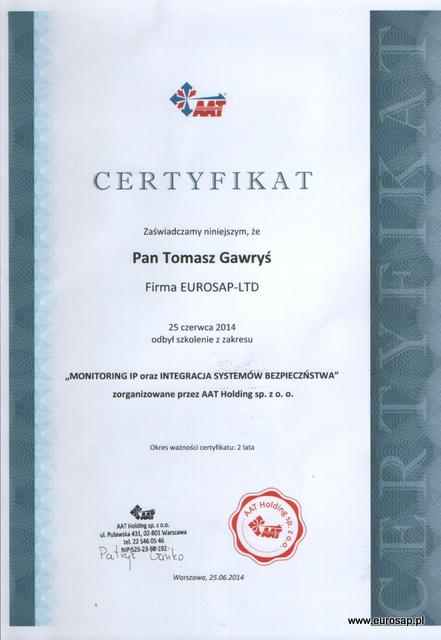 AAT
CERTYFIKAT
Zaświadczamy niniejszym, że
Pan Tomasz Gawryś
Firma EUROSAP-LTD
25 czerwca 2014
odbył szkolenie z zakresu
„MONITORING IP oraz INTEGRACJA SYSTEMÓW BEZPIECZŃSTWA”
zorganizowane przez AAT Holding sp. z o. o.
Okres ważności certyfikatu: 2 lata
AAT
AAT Holding sp. z o.o.
ul. Puławska 431, 02-801 Warszawa
tel. 22 546 05 46
NIP 525-23-98-192
AAT Holding sp. z o.o.
AAT
Warszawa, 25.06.2014
CERTYFIKAT
www.eurosap.pl